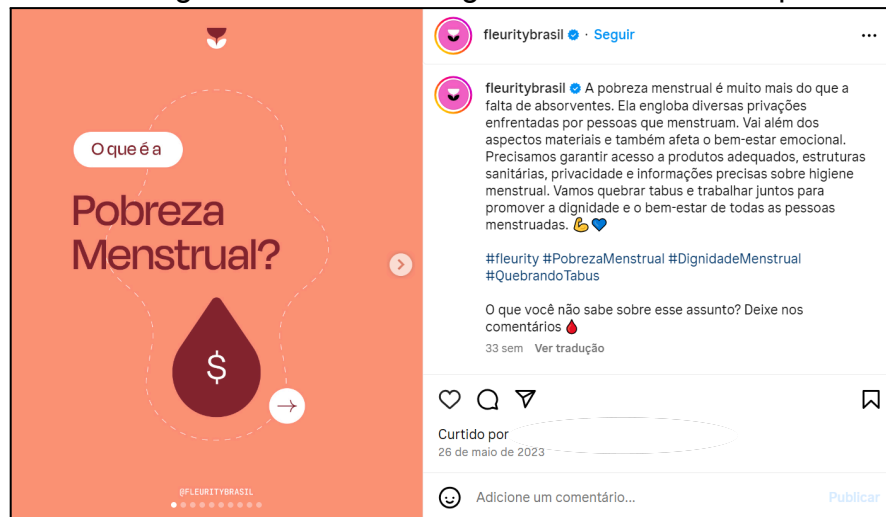 O que é a
Pobreza
Menstrual?
$
@FLEURITYBRASIL
fleuritybrasil · Seguir
fleuritybrasil A pobreza menstrual é muito mais do que a
falta de absorventes. Ela engloba diversas privações
enfrentadas por pessoas que menstruam. Vai além dos
aspectos materiais e também afeta o bem-estar emocional.
Precisamos garantir acesso a produtos adequados, estruturas
sanitárias, privacidade e informações precisas sobre higiene
menstrual. Vamos quebrar tabus e trabalhar juntos para
promover a dignidade e o bem-estar de todas as pessoas
menstruadas. 💪💙
#fleurity #PobrezaMenstrual #DignidadeMenstrual
#QuebrandoTabus
O que você não sabe sobre esse assunto? Deixe nos
comentários 🩸
33 sem Ver tradução
Curtido por
26 de maio de 2023
Adicione um comentário... Publicar